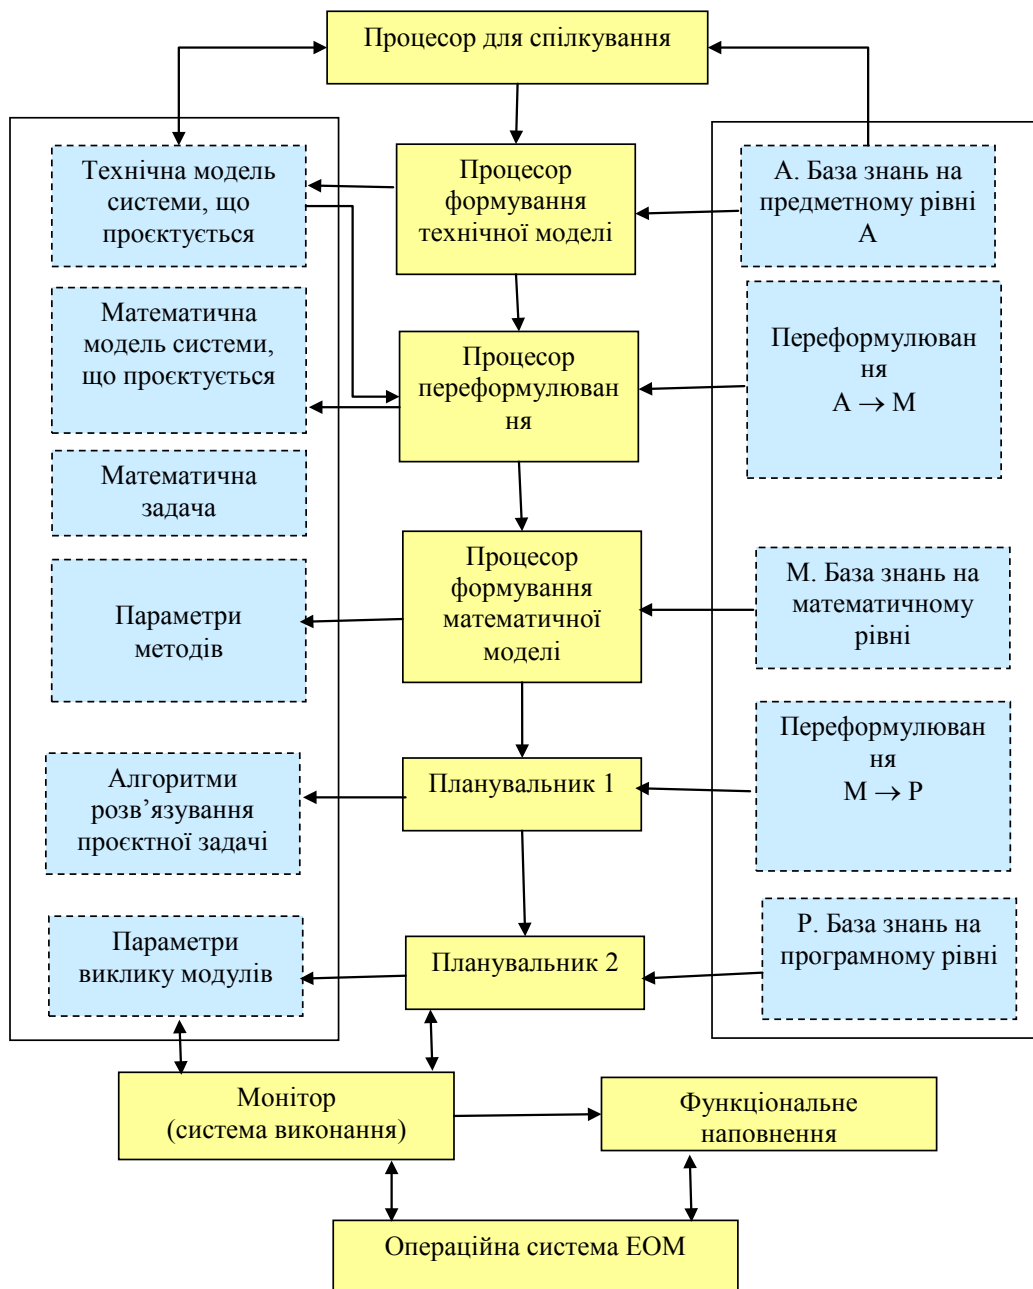 Процесор для спілкування
Технічна модель
системи, що
проєктується
Процесор
формування
технічної моделі
А. База знань на
предметному рівні
А
Математична
модель системи,
що проєктується
Процесор
переформулюван
ня
Переформулюван
ня
А → М
Математична
задача
Параметри
методів
Процесор
формування
математичної
моделі
М. База знань на
математичному
рівні
Алгоритми
розв’язування
проєктної задачі
Планувальник 1
Переформулюван
ня
М → Р
Параметри
виклику модулів
Планувальник 2
Р. База знань на
програмному рівні
Монітор
(система виконання)
Функціональне
наповнення
Операційна система ЕОМ